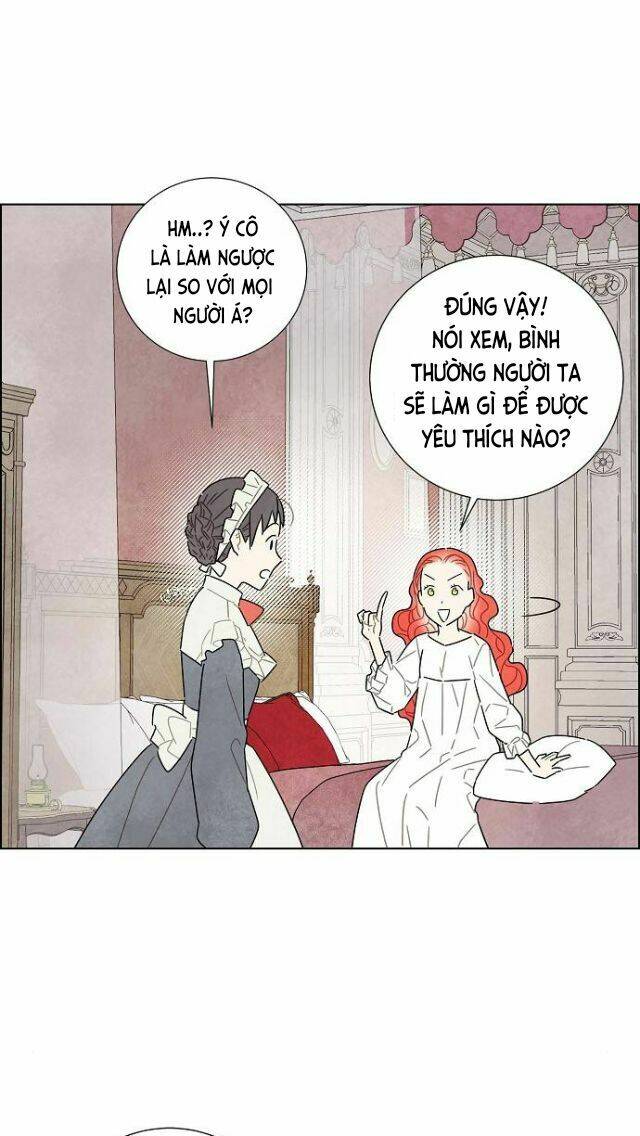 HM..? Ý CÔ
LÀ LÀM NGƯỢC
LẠI SO VỚI MỌI
NGƯỜI Á?
ĐÚNG VẬY!
NÓI XEM, BÌNH
THƯỜNG NGƯỜI TA
SẼ LÀM GÌ ĐỂ ĐƯỢC
YÊU THÍCH NÀO?